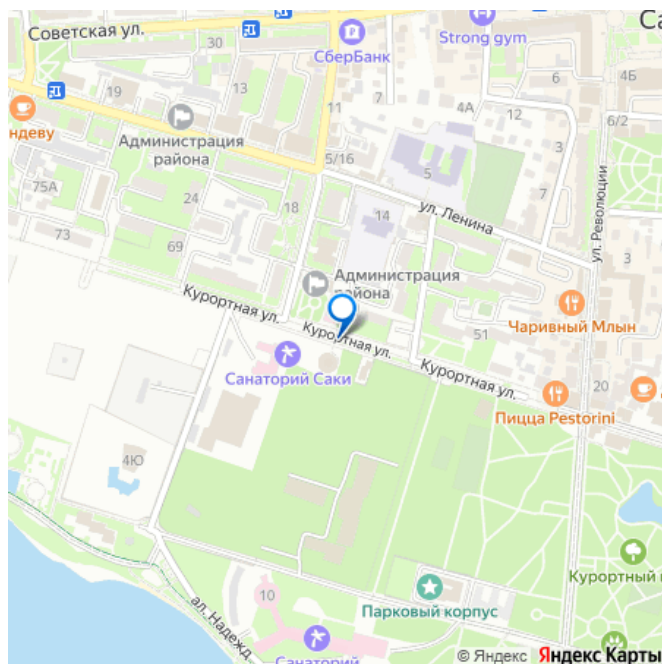 Советская ул.
30
СберБанк
Strong gym
Са
6
4Б
19
13
11
7
4А
12
6/2
ндеву
Администрация
района
5/16
5
7
3
75А
24
18
14
ул. Ленина
ул. Революции
73
69
Администрация
района
3
Курортная ул.
Курортная ул.
51
Чаривный Млын
Санаторий Саки
Курортная ул.
20
Пицца Pestorini
4Ю
Курортный
10
Парковый корпус
ал. Надежд
Санаторий
© Яндекс Яндекс Карты